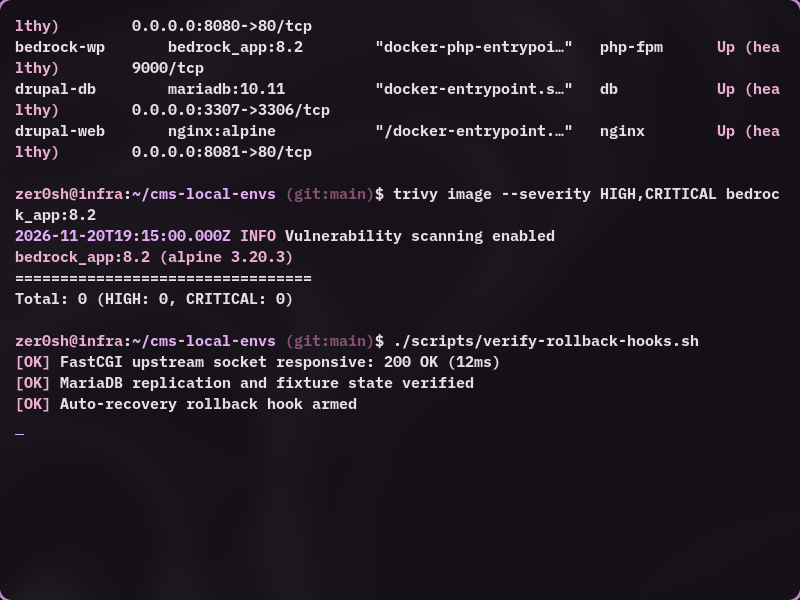 lthy)        0.0.0.0:8080->80/tcp
bedrock-wp       bedrock_app:8.2        "docker-php-entrypoi…"   php-fpm      Up (hea
lthy)        9000/tcp
drupal-db        mariadb:10.11          "docker-entrypoint.s…"   db           Up (hea
lthy)        0.0.0.0:3307->3306/tcp
drupal-web       nginx:alpine           "/docker-entrypoint.…"   nginx        Up (hea
lthy)        0.0.0.0:8081->80/tcp

zer0sh@infra:~/cms-local-envs (git:main)$ trivy image --severity HIGH,CRITICAL bedroc
k_app:8.2
2026-11-20T19:15:00.000Z INFO Vulnerability scanning enabled
bedrock_app:8.2 (alpine 3.20.3)
=================================
Total: 0 (HIGH: 0, CRITICAL: 0)

zer0sh@infra:~/cms-local-envs (git:main)$ ./scripts/verify-rollback-hooks.sh
[OK] FastCGI upstream socket responsive: 200 OK (12ms)
[OK] MariaDB replication and fixture state verified
[OK] Auto-recovery rollback hook armed
_